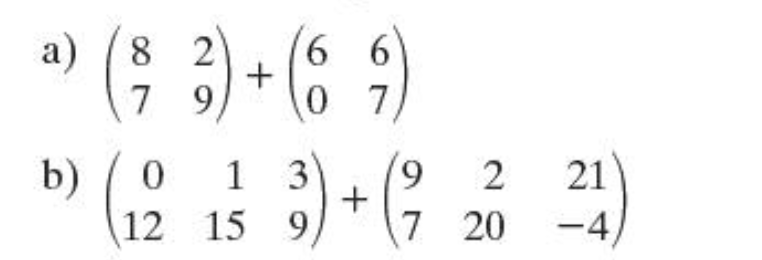 a) (8 2) + (6 6)
7 9 0 7
b) (0 1 3) + (9 2 21)
12 15 9 7 20 -4